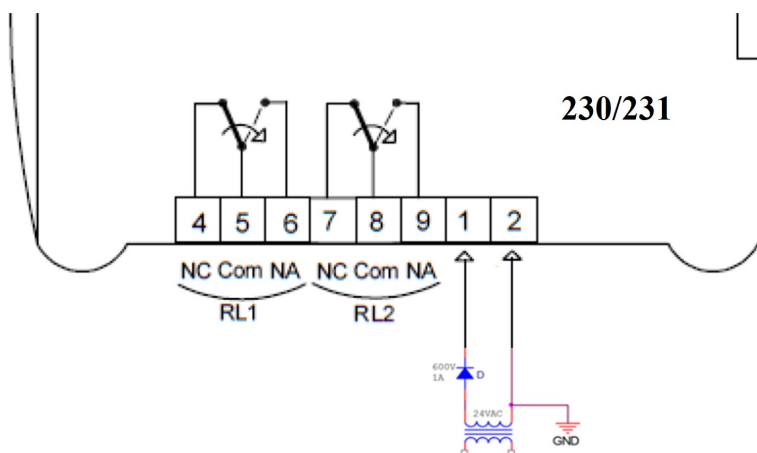 230/231
4 5 6 7 8 9 1 2
NC Com NA NC Com NA
RL1 RL2
600V
1A D
24VAC
GND